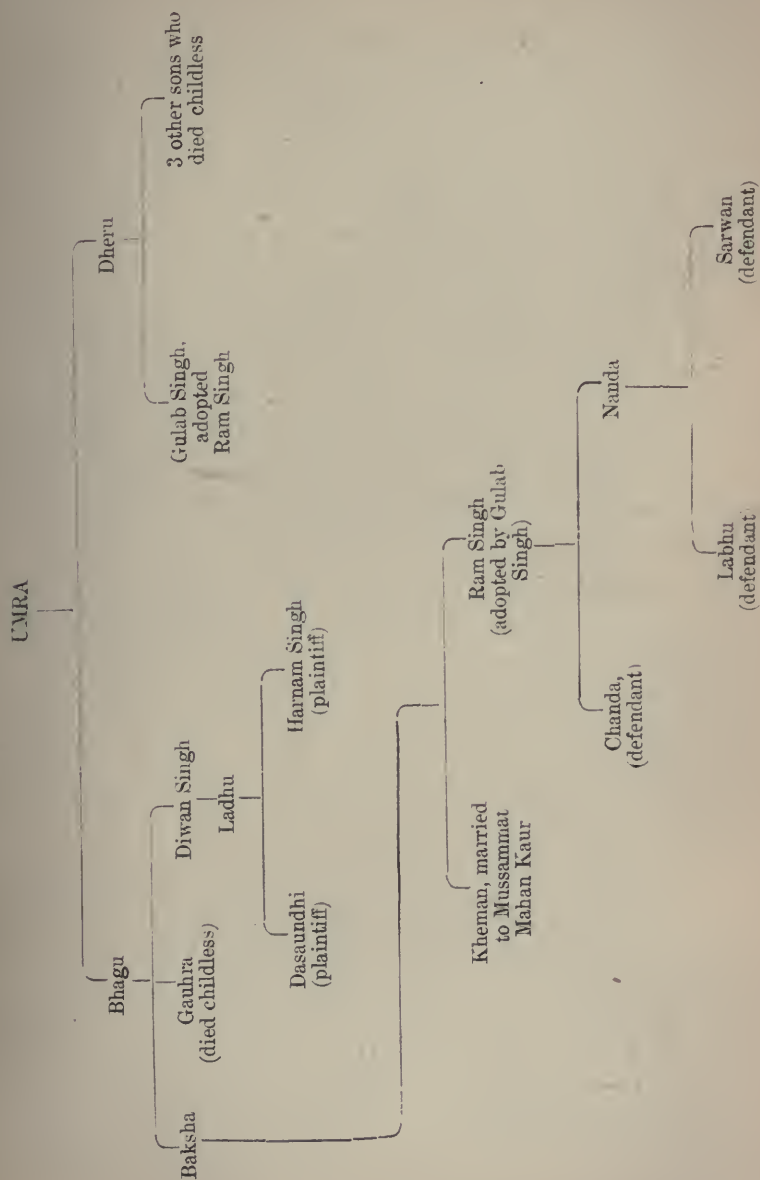 UMRA
Bhagu
Dheru
Baksha
Gauhra
(died childless)
Diwan Singh
Gulab Singh,
adopted
Ram Singh
3 other sons who
died childless
Ladhu
Dasaundhi
(plaintiff)
Harnam Singh
(plaintiff)
Kheman, married
to Mussammat
Mahan Kaur
Ram Singh
(adopted by Gulab
Singh)
Chanda,
(defendant)
Nanda
Labhu
(defendant)
Sarwan
(defendant)